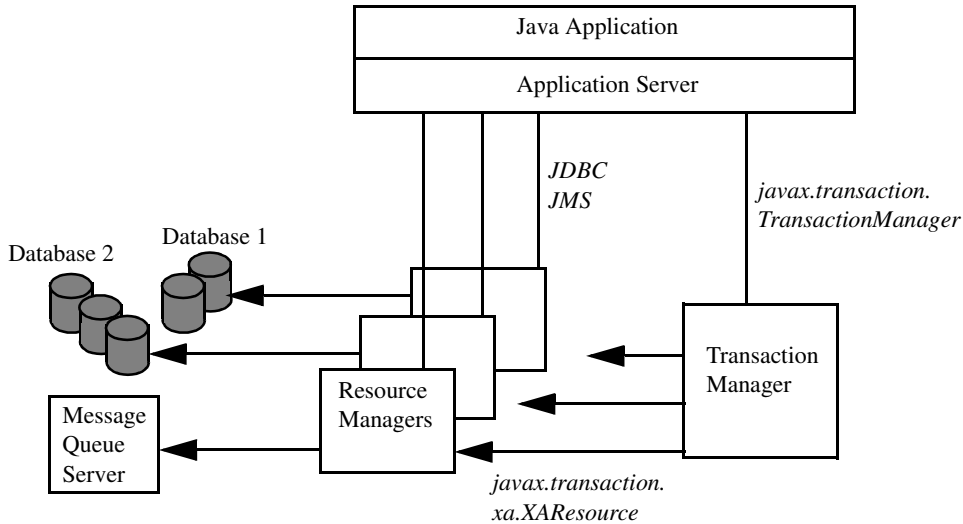 Java Application
Application Server
JDBC
JMS
javax.transaction.
TransactionManager
Database 1
Database 2
Transaction
Manager
Resource
Managers
Message
Queue
Server
javax.transaction.
xa.XAResource